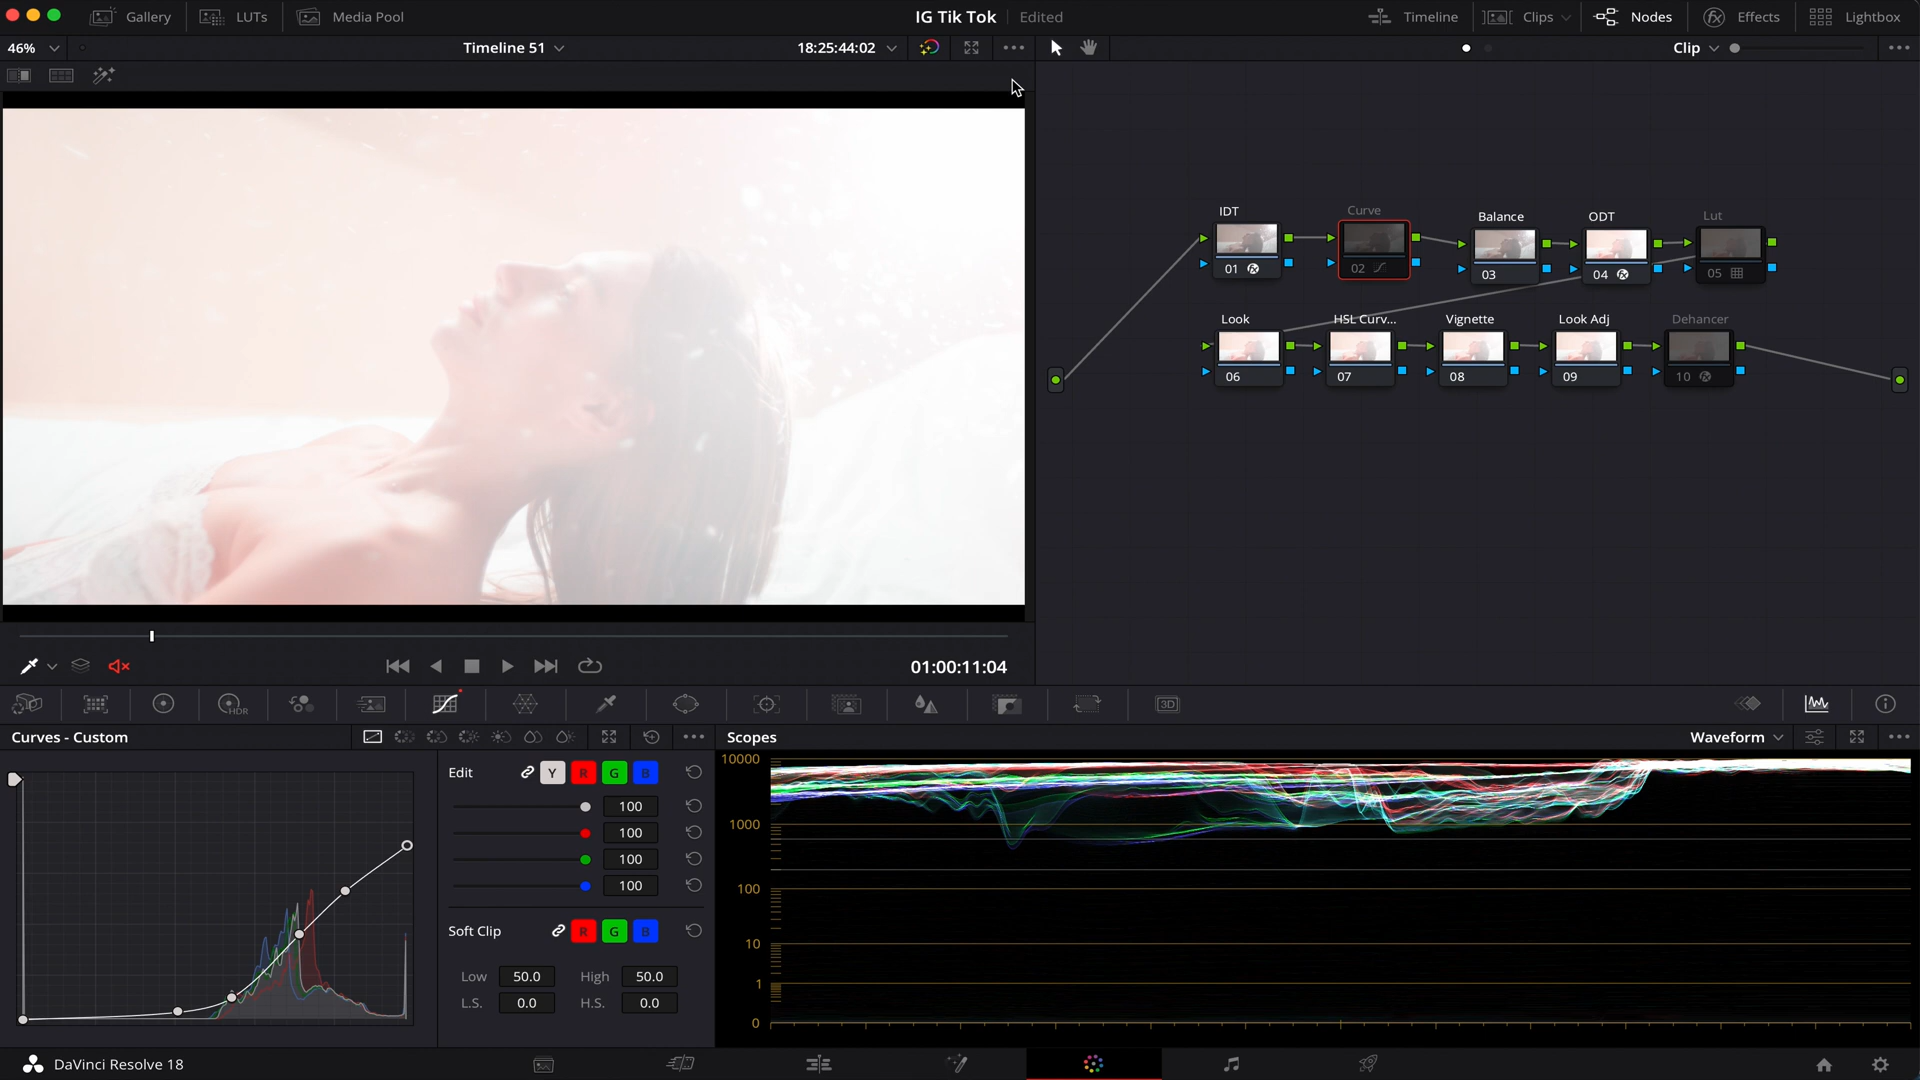 Gallery
LUTs
Media Pool
IG Tik Tok
Edited
Timeline
Clips
Nodes
Effects
Lightbox
46%
Timeline 51
18:25:44:02
Clip
IDT
Curve
Balance
ODT
Lut
01
02
03
04
05
Look
HSL Curv...
Vignette
Look Adj
Dehancer
06
07
08
09
10
01:00:11:04
HDR
3D
Curves - Custom
Scopes
Waveform
Edit
Y
R
G
B
100
100
100
100
Soft Clip
R
G
B
Low
50.0
High
50.0
L.S.
0.0
H.S.
0.0
10000
1000
100
10
1
0
DaVinci Resolve 18